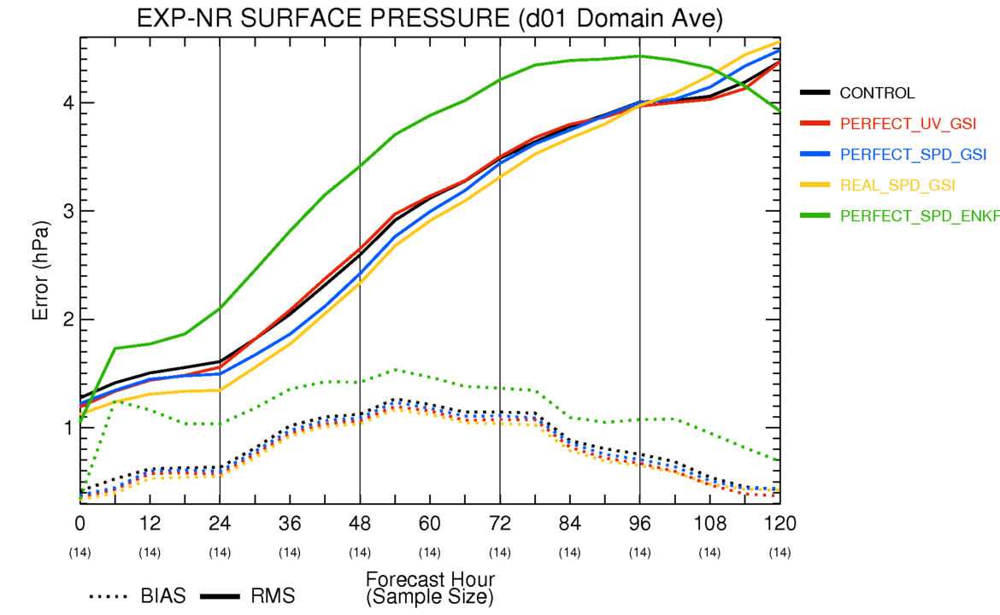 EXP-NR SURFACE PRESSURE (d01 Domain Ave)
Error (hPa)
4
3
2
1
CONTROL
PERFECT_UV_GSI
PERFECT_SPD_GSI
REAL_SPD_GSI
PERFECT_SPD_ENKF
0 12 24 36 48 60 72 84 96 108 120
(14) (14) (14) (14) (14) (14) (14) (14) (14) (14) (14)
Forecast Hour
(Sample Size)
BIAS RMS